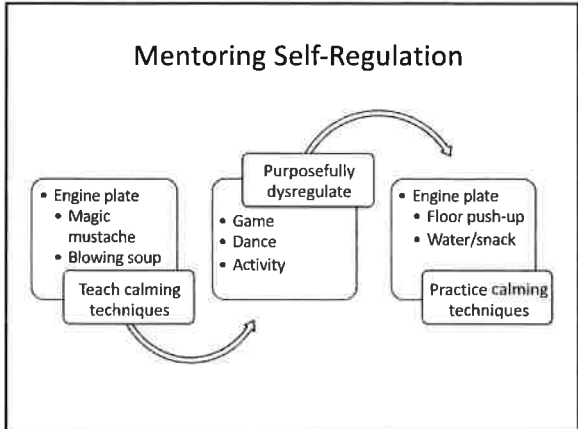 Mentoring Self-Regulation
• Engine plate
• Magic
mustache
• Blowing soup
Teach calming
techniques
Purposefully
dysregulate
• Game
• Dance
• Activity
• Engine plate
• Floor push-up
• Water/snack
Practice calming
techniques